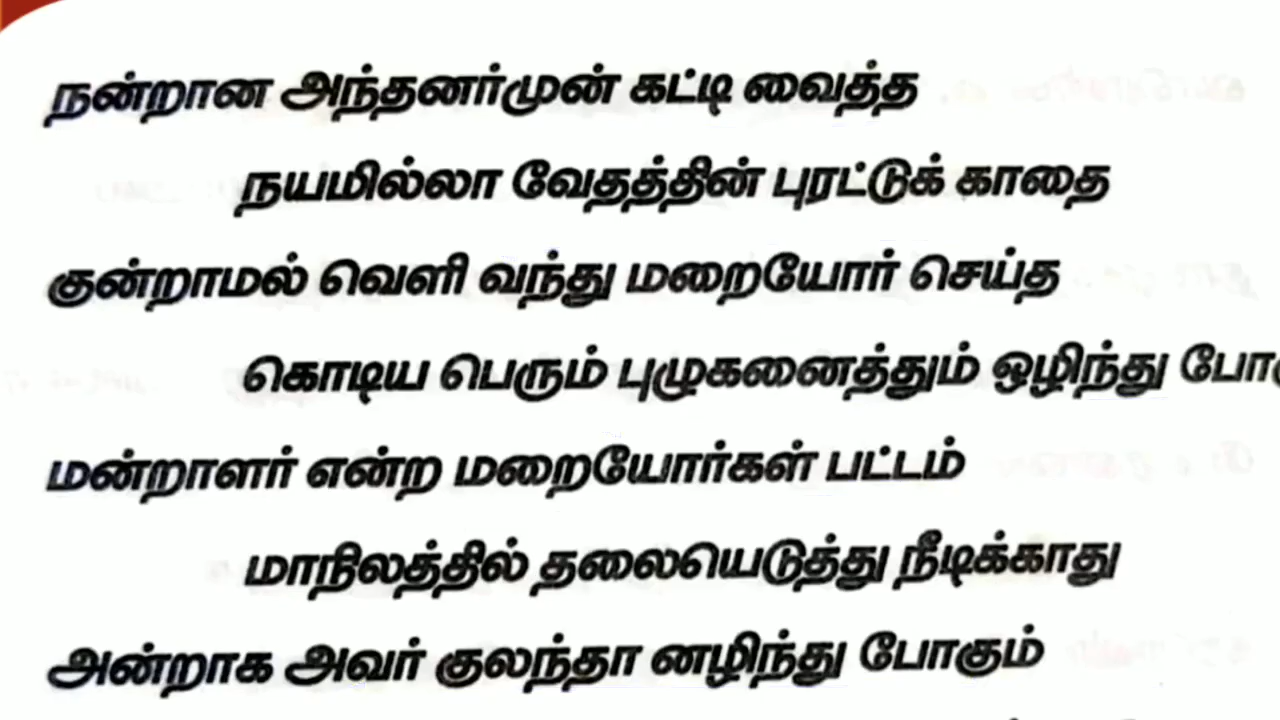 நன்றான அந்தனர்முன் கட்டி வைத்த
நயமில்லா வேதத்தின் புரட்டுக் காதை
குன்றாமல் வெளி வந்து மறையோர் செய்த
கொடிய பெரும் புழுகனைத்தும் ஒழிந்து
மன்றாளர் என்ற மறையோர்கள் பட்டம்
மாநிலத்தில் தலையெடுத்து நீடிக்காது
அன்றாக அவர் குலந்தா னழிந்து போகும்